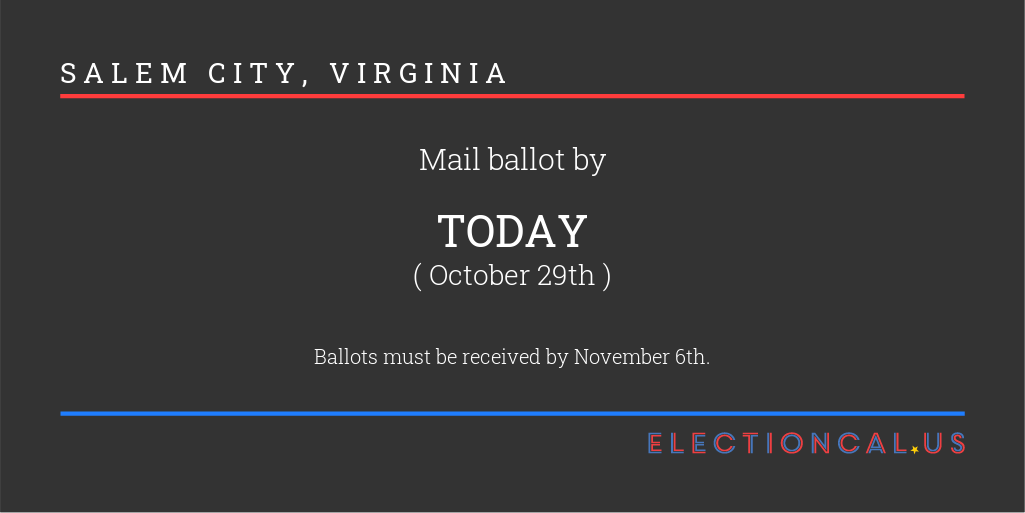 SALEM CITY, VIRGINIA
Mail ballot by
TODAY
( October 29th )
Ballots must be received by November 6th.
ELECTIONCAL.US